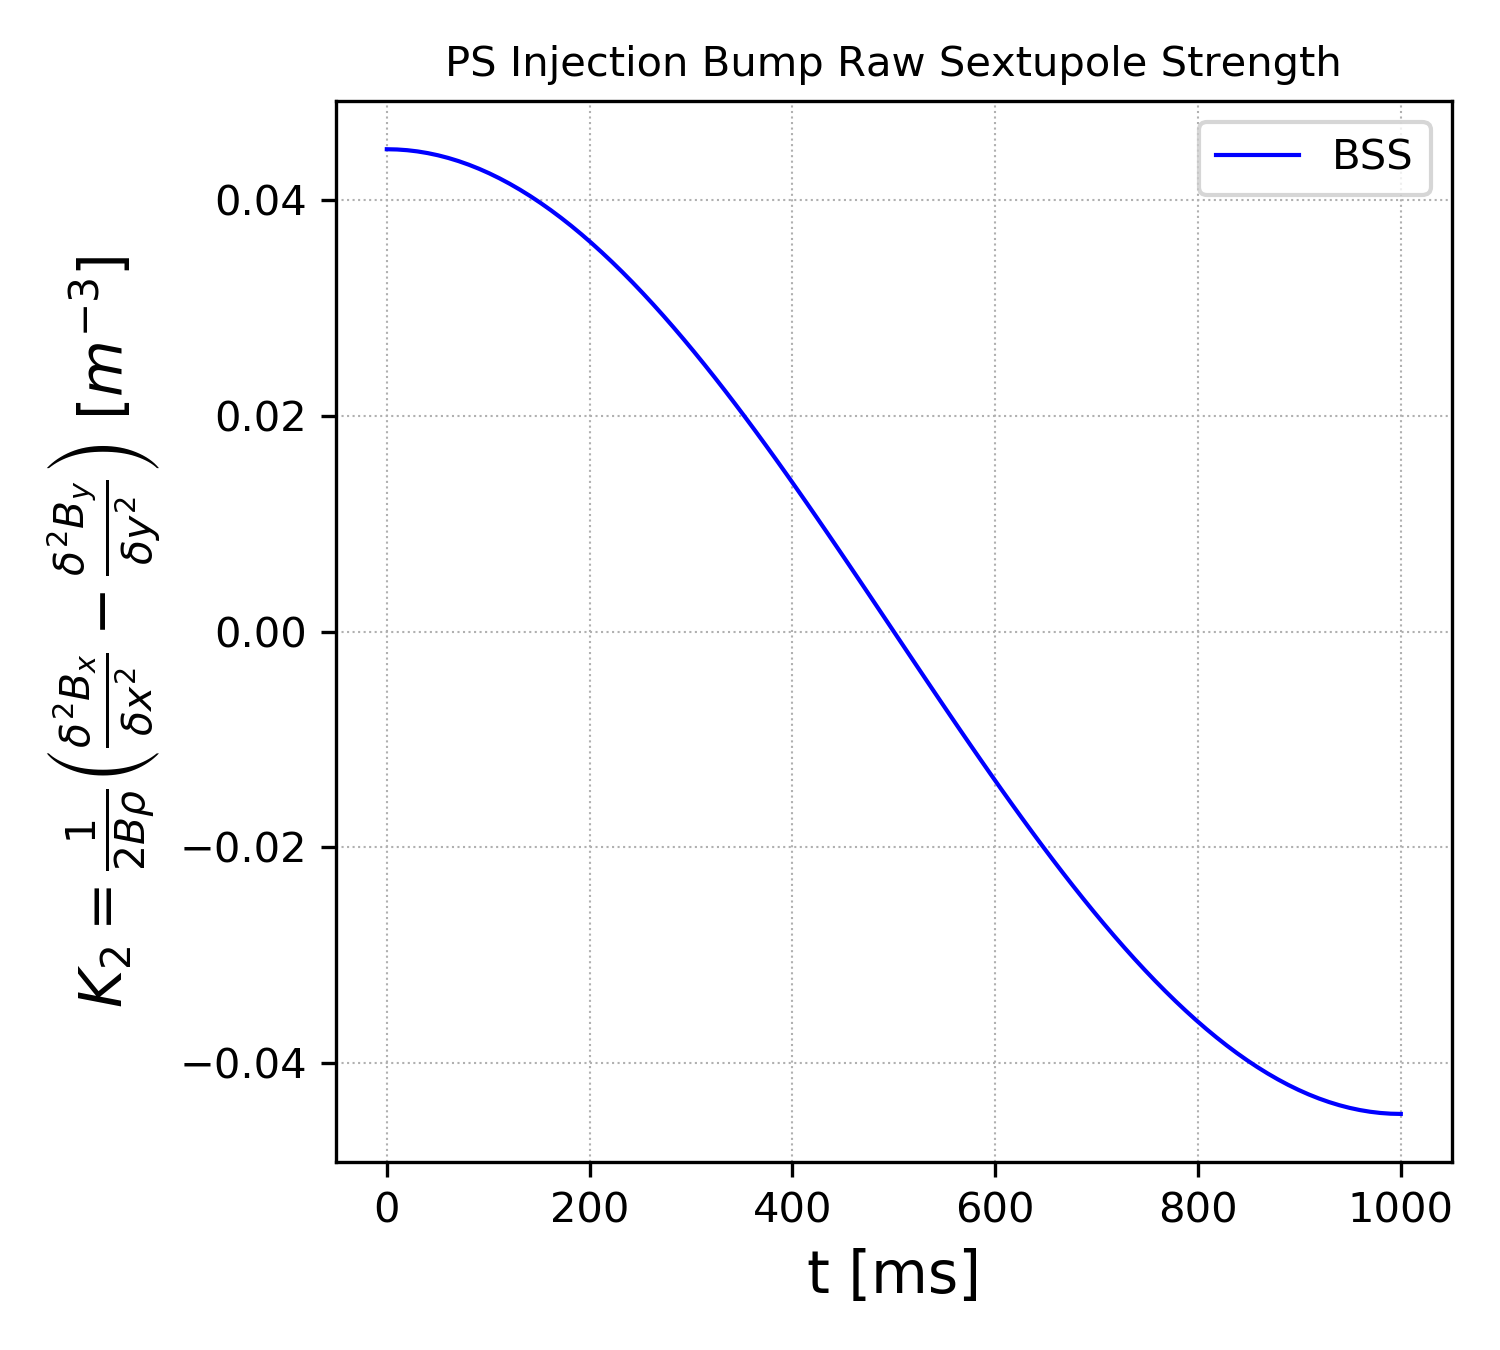 PS Injection Bump Raw Sextupole Strength
BSS
0.04
0.02
0.00
−0.02
−0.04
K₂ = 1/(2Bρ) (δ²Bₓ/δx² − δ²Bᵧ/δy²) [m⁻³]
0 200 400 600 800 1000
t [ms]